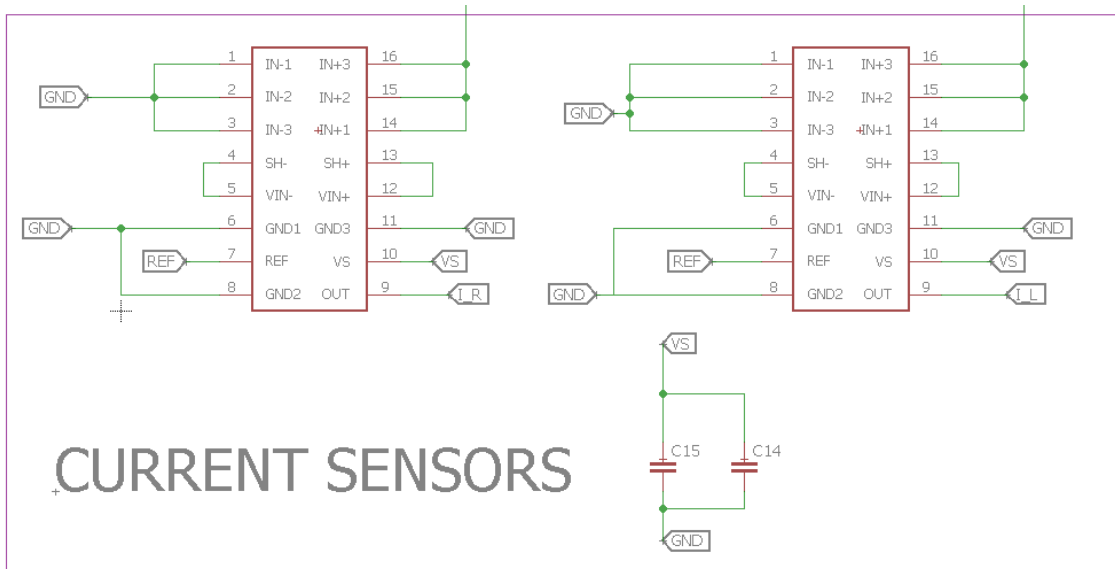 1 IN-1 IN+3 16
GND 2 IN-2 IN+2 15
3 IN-3 IN+1 14
4 SH- SH+ 13
5 VIN- VIN+ 12
GND 6 GND1 GND3 11 GND
REF 7 REF VS 10 VS
8 GND2 OUT 9 I_R
1 IN-1 IN+3 16
2 IN-2 IN+2 15
GND
3 IN-3 IN+1 14
4 SH- SH+ 13
5 VIN- VIN+ 12
6 GND1 GND3 11 GND
REF 7 REF VS 10 VS
GND 8 GND2 OUT 9 I_L
VS
C15 C14
GND
CURRENT SENSORS